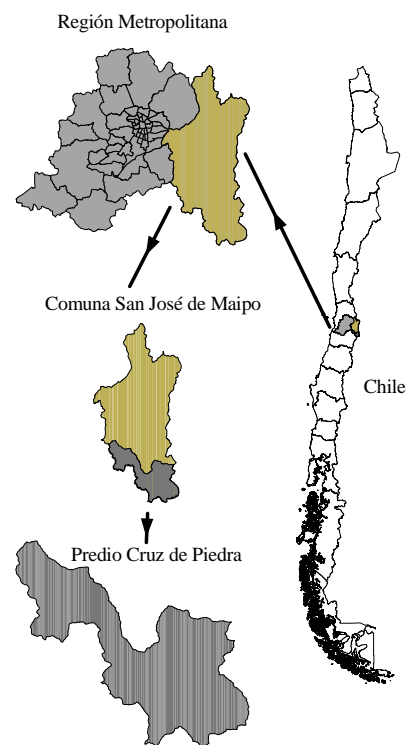 Región Metropolitana
Comuna San José de Maipo
Chile
Predio Cruz de Piedra